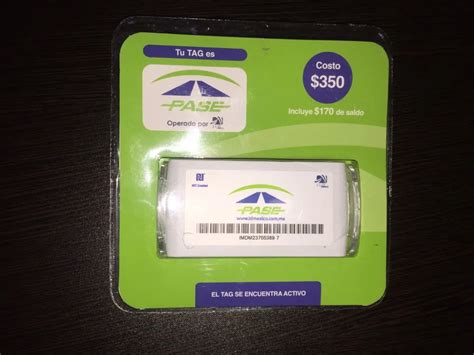 Tu TAG es
PASE
Operado por
Costo
$350
Incluye $170 de saldo
PASE
www.idmexico.com.mx
EL TAG SE ENCUENTRA ACTIVO